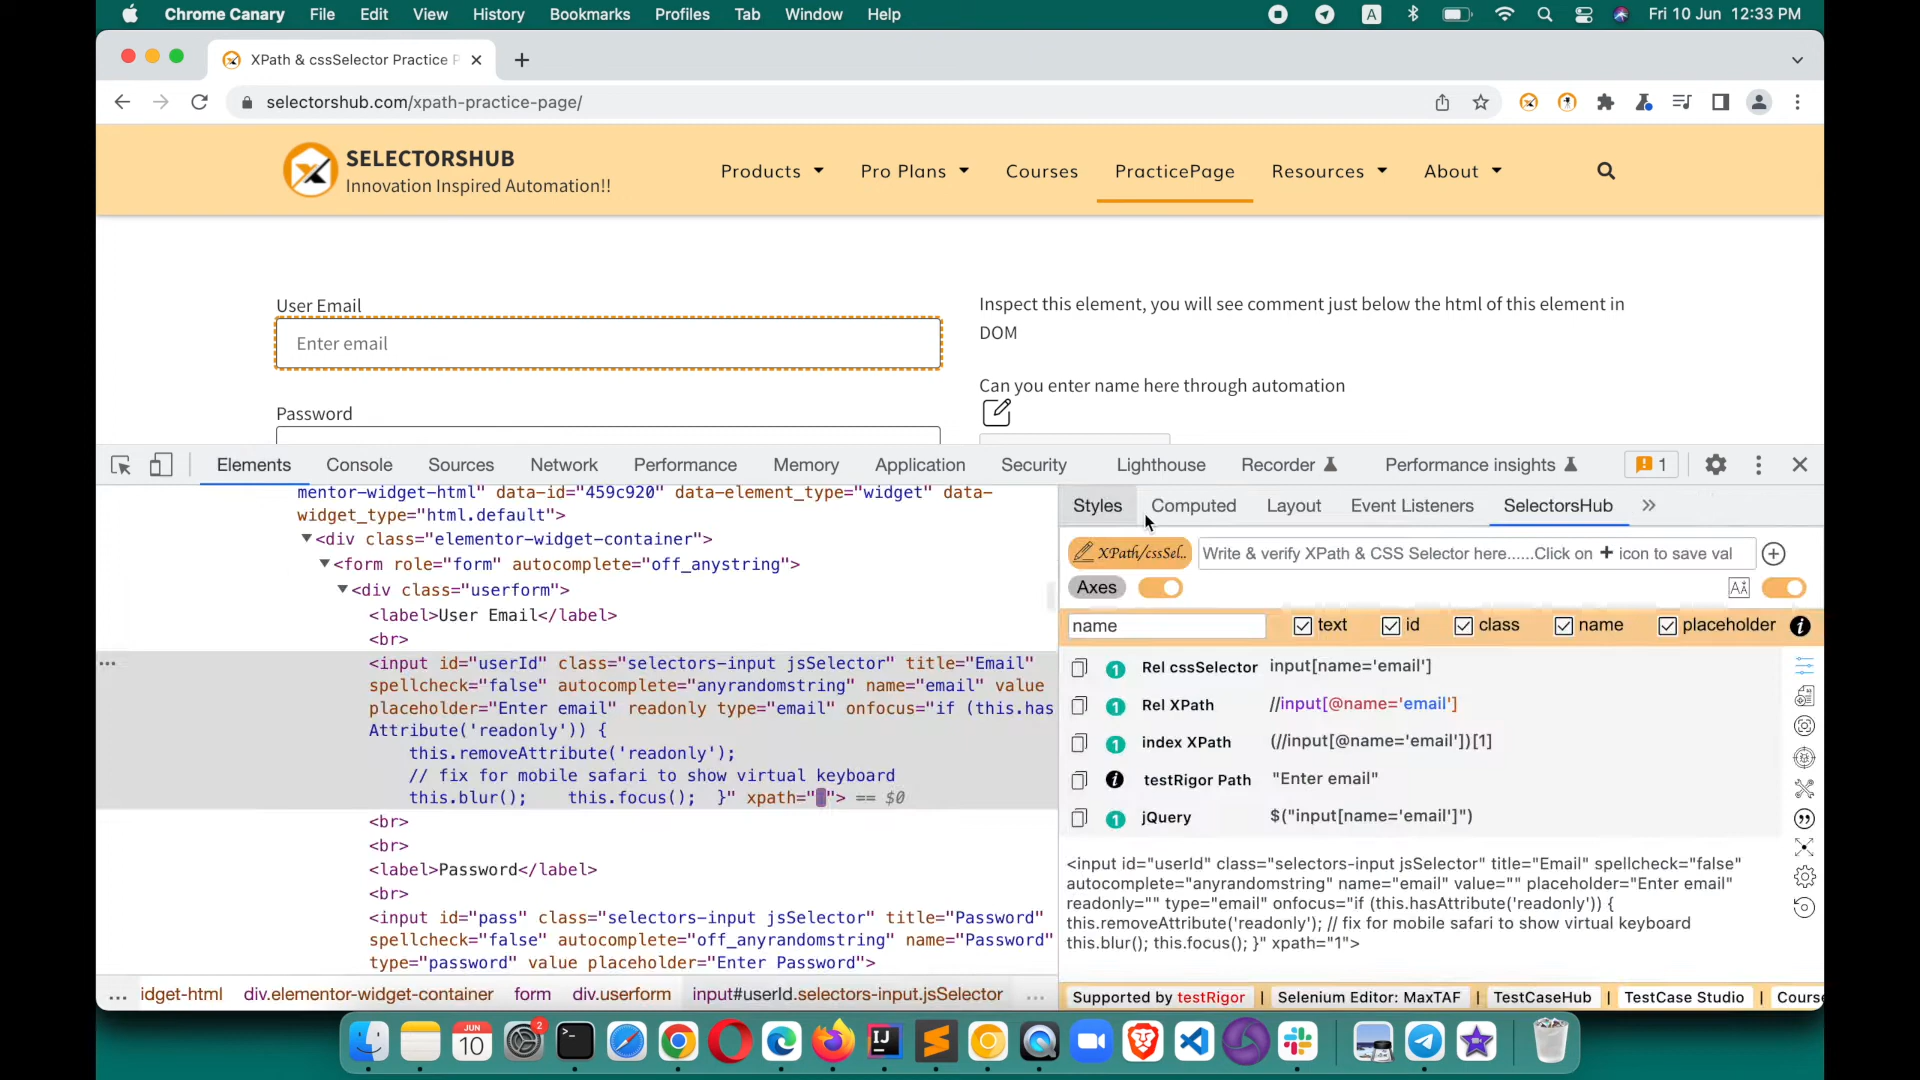 Chrome Canary File Edit View History Bookmarks Profiles Tab Window Help A Fri 10 Jun 12:33 PM
XPath & cssSelector Practice P
selectorshub.com/xpath-practice-page/
SELECTORSHUB
Innovation Inspired Automation!!
Products Pro Plans Courses PracticePage Resources About
User Email
Enter email
Password
Inspect this element, you will see comment just below the html of this element in
DOM
Can you enter name here through automation
Elements Console Sources Network Performance Memory Application Security Lighthouse Recorder Performance insights 1
mentor-widget-html" data-id="459c920" data-element_type="widget" data-
widget_type="html.default">
<div class="elementor-widget-container">
<form role="form" autocomplete="off_anystring">
<div class="userform">
<label>User Email</label>
<br>
<input id="userId" class="selectors-input jsSelector" title="Email"
spellcheck="false" autocomplete="anyrandomstring" name="email" value
placeholder="Enter email" readonly type="email" onfocus="if (this.has
Attribute('readonly')) {
this.removeAttribute('readonly');
// fix for mobile safari to show virtual keyboard
this.blur(); this.focus(); }" xpath=""> == $0
<br>
<br>
<label>Password</label>
<br>
<input id="pass" class="selectors-input jsSelector" title="Password"
spellcheck="false" autocomplete="off_anyrandomstring" name="Password"
type="password" value placeholder="Enter Password">
... idget-html div.elementor-widget-container form div.userform input#userId.selectors-input.jsSelector ...
Styles Computed Layout Event Listeners SelectorsHub »
XPath/cssSel.. Write & verify XPath & CSS Selector here......Click on + icon to save val
Axes
name text id class name placeholder i
1 Rel cssSelector input[name='email']
1 Rel XPath //input[@name='email']
1 index XPath (//input[@name='email'])[1]
i testRigor Path "Enter email"
1 jQuery $("input[name='email']")
<input id="userId" class="selectors-input jsSelector" title="Email" spellcheck="false"
autocomplete="anyrandomstring" name="email" value="" placeholder="Enter email"
readonly="" type="email" onfocus="if (this.hasAttribute('readonly')) {
this.removeAttribute('readonly'); // fix for mobile safari to show virtual keyboard
this.blur(); this.focus(); }" xpath="1">
Supported by testRigor | Selenium Editor: MaxTAF | TestCaseHub | TestCase Studio | Course
JUN
10
2
IJ